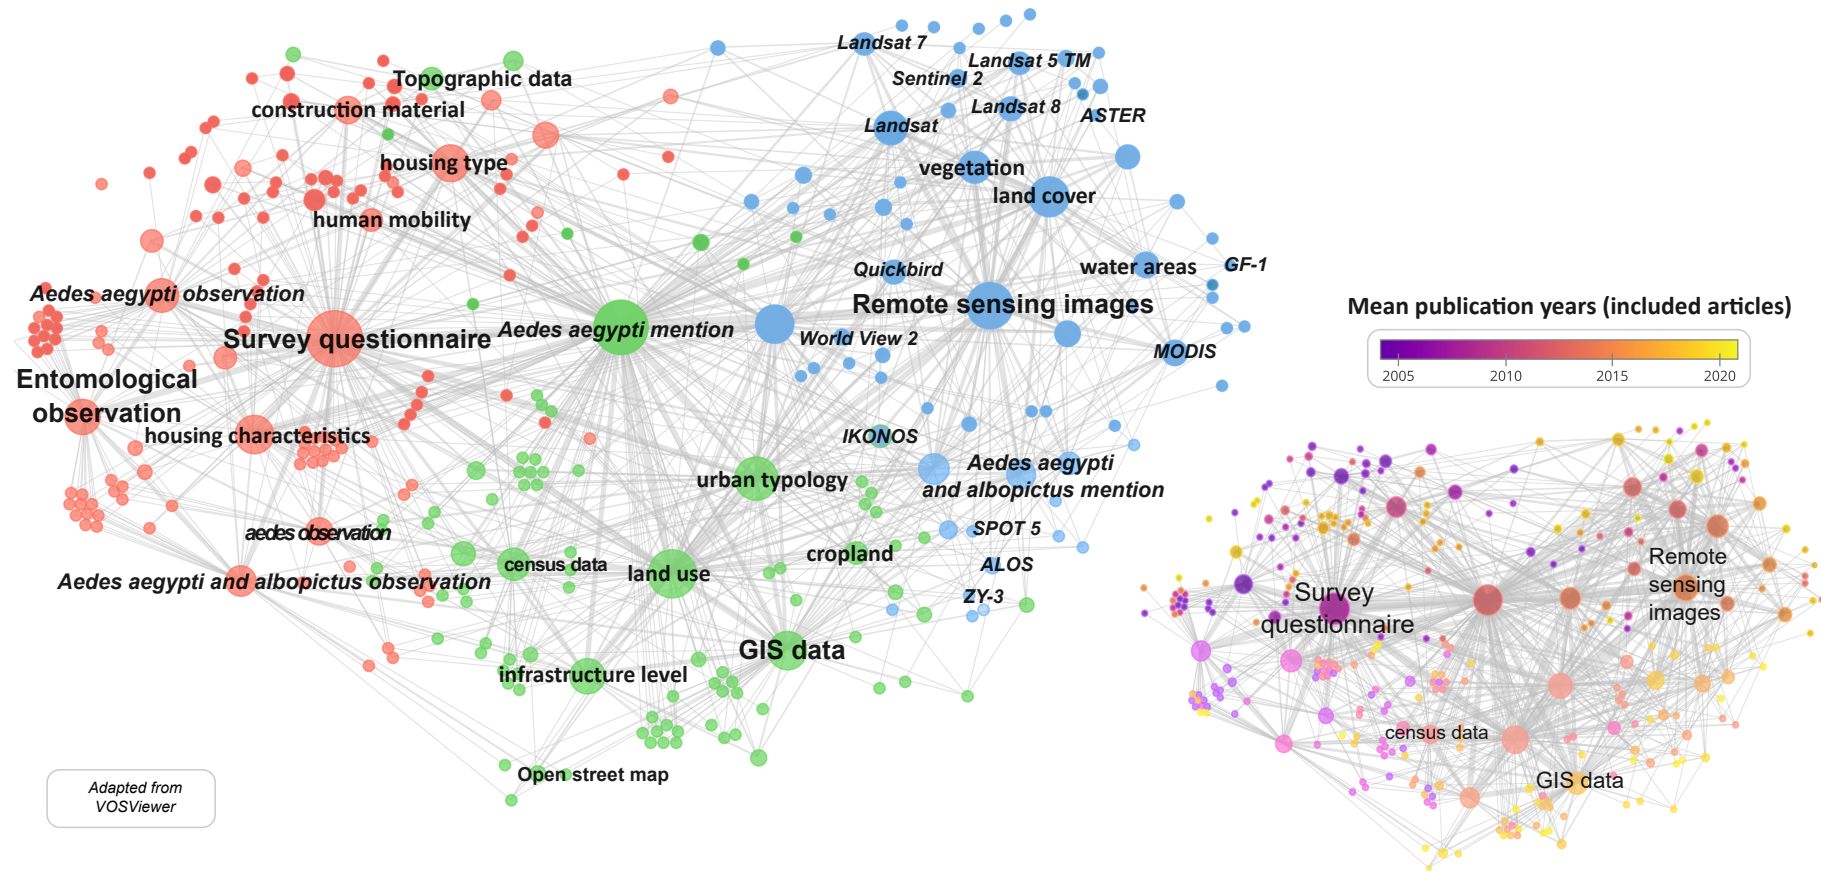 Landsat 7
Landsat 5 TM
Sentinel 2
Topographic data
construction material
Landsat 8
ASTER
Landsat
housing type
vegetation
land cover
human mobility
Quickbird
water areas
GF-1
Aedes aegypti observation
Remote sensing images
Survey questionnaire
Aedes aegypti mention
World View 2
MODIS
Entomological
observation
housing characteristics
IKONOS
urban typology
Aedes aegypti
and albopictus mention
aedes observation
SPOT 5
census data
land use
cropland
ALOS
Aedes aegypti and albopictus observation
ZY-3
GIS data
infrastructure level
Open street map
Adapted from
VOSViewer
Mean publication years (included articles)
2005
2010
2015
2020
Survey
questionnaire
Remote
sensing
images
census data
GIS data